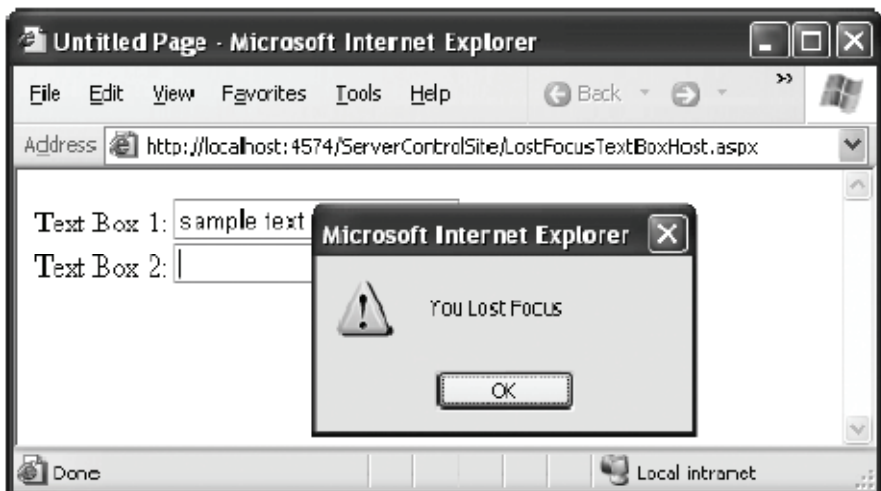 Untitled Page - Microsoft Internet Explorer
File Edit View Favorites Tools Help Back »
Address http://localhost:4574/ServerControlSite/LostFocusTextBoxHost.aspx
Text Box 1: sample text
Text Box 2:
Microsoft Internet Explorer
You Lost Focus
OK
Done Local intranet